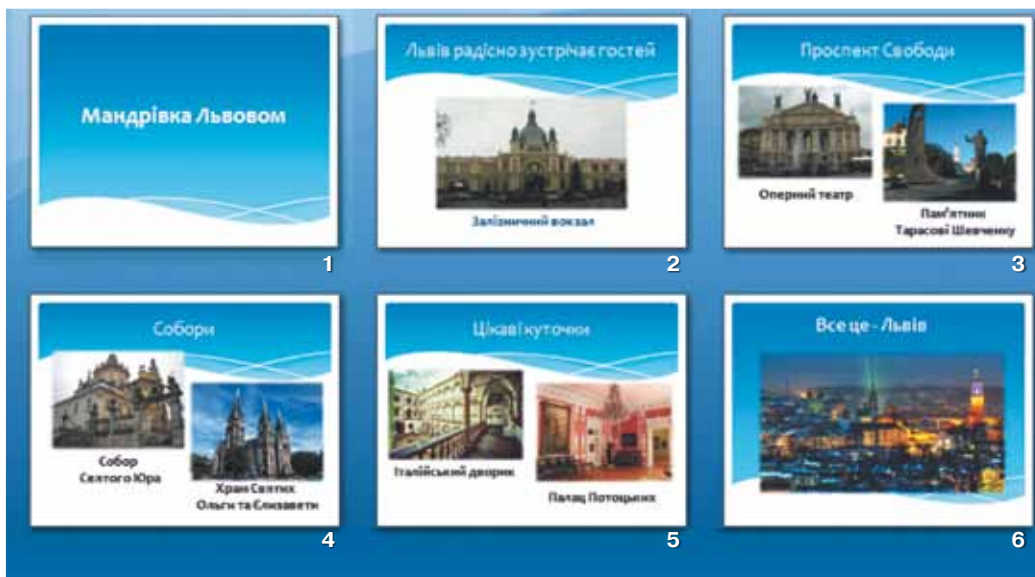 Мандрівка Львовом
1
Львів радісно зустрічає гостей
Залізничний вокзал
2
Проспект Свободи
Оперний театр
Пам'ятник
Тарасові Шевченку
3
Собори
Собор
Святого Юра
Храм Святих
Ольги та Єлизавети
4
Цікаві куточки
Італійський дворик
Палац Потоцьких
5
Все це - Львів
6